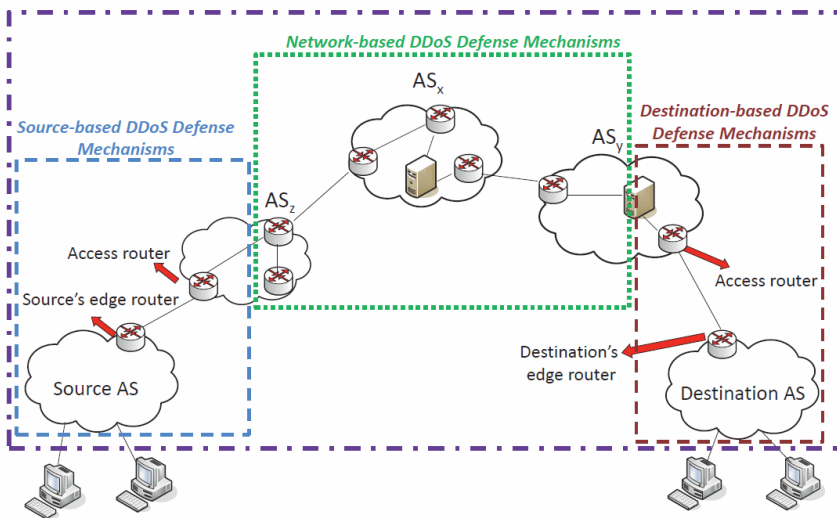 Network-based DDoS Defense Mechanisms
ASx
Source-based DDoS Defense
Mechanisms
Destination-based DDoS
Defense Mechanisms
ASy
ASz
Access router
Source's edge router
Access router
Destination's
edge router
Source AS
Destination AS